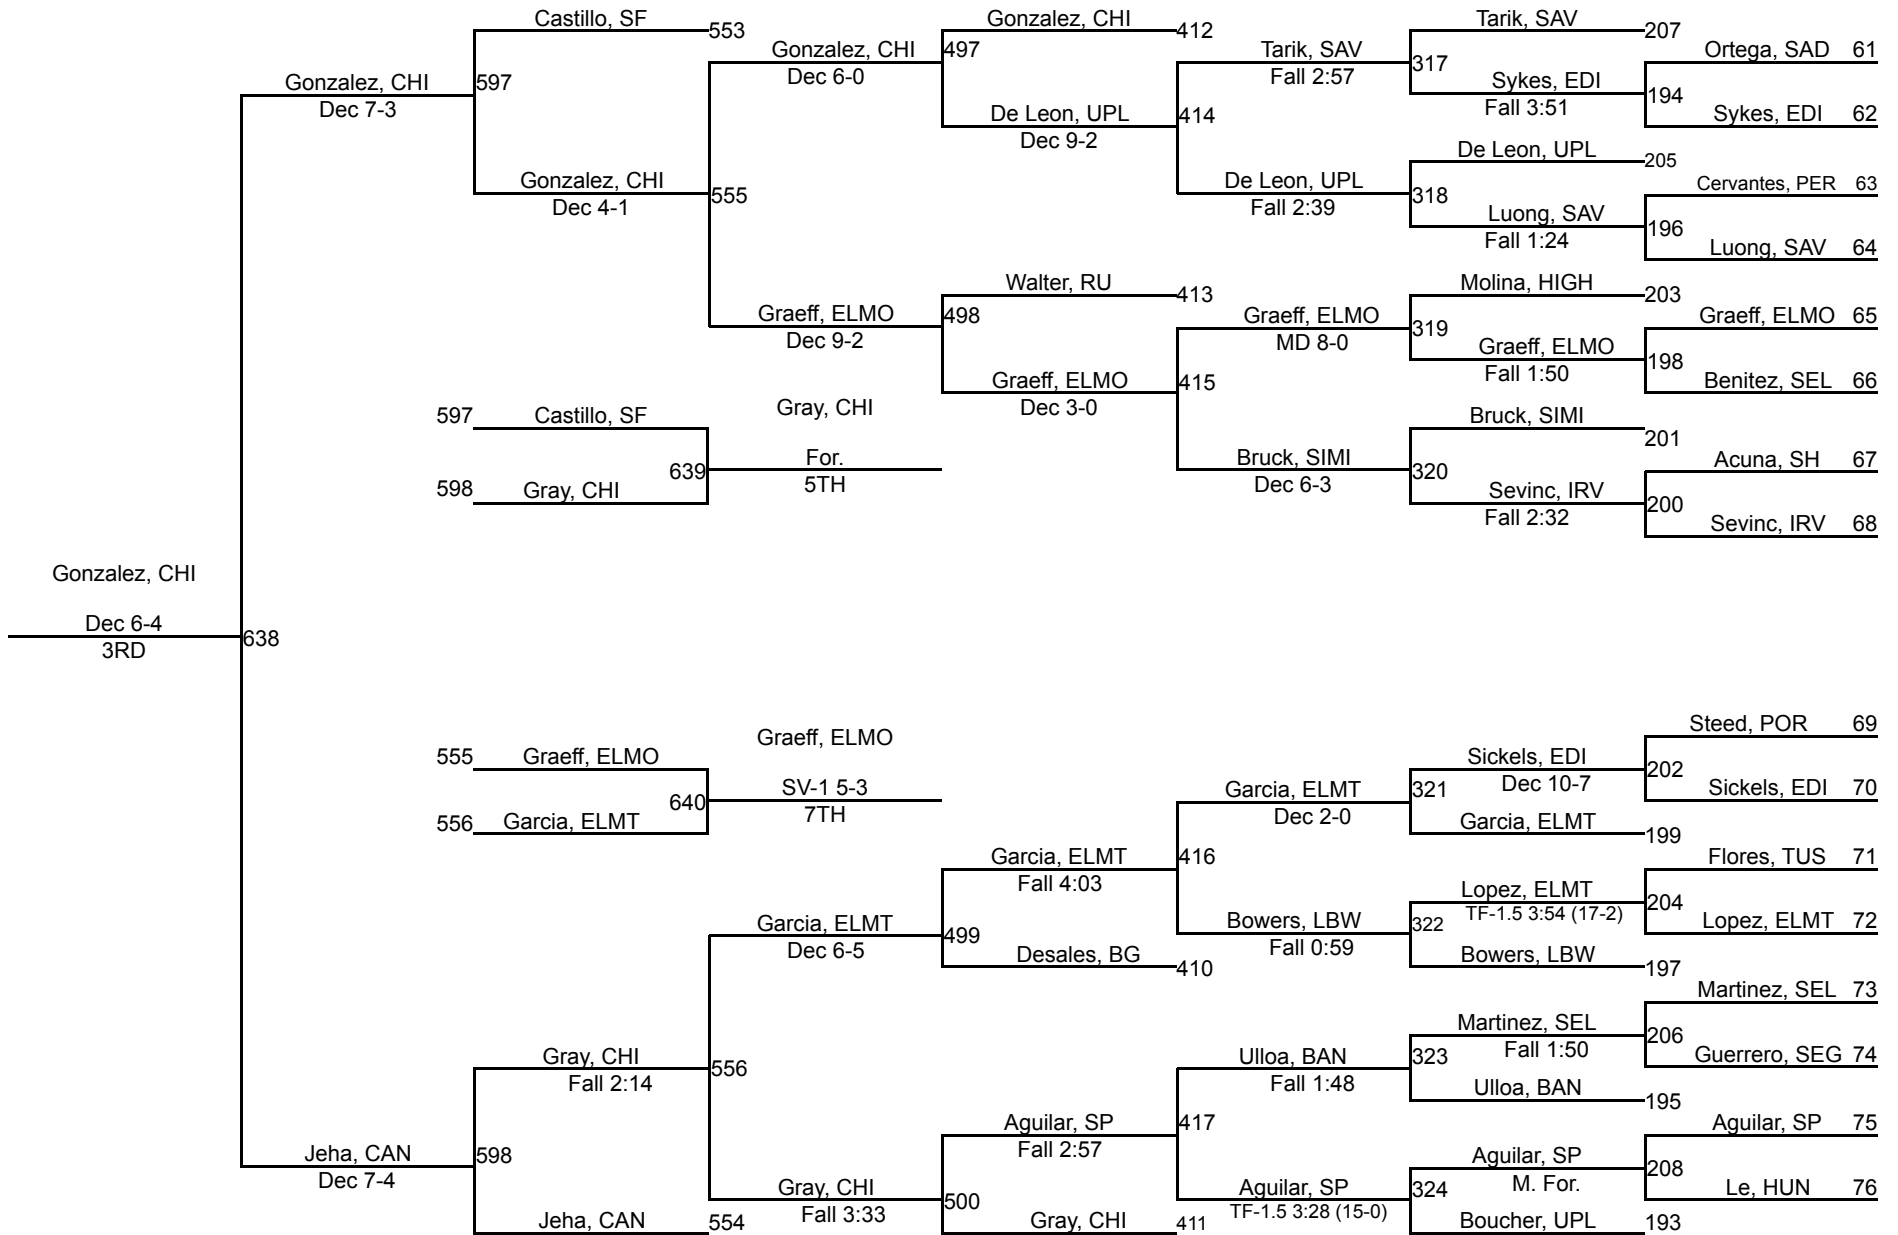 Castillo, SF
553
Gonzalez, CHI
Dec 7-3
597
Gonzalez, CHI
Dec 4-1
Gonzalez, CHI
Dec 6-0
555
Graeff, ELMO
Dec 9-2
Gonzalez, CHI
412
497
De Leon, UPL
Dec 9-2
Walter, RU
413
498
Graeff, ELMO
Dec 3-0
Tarik, SAV
Fall 2:57
414
De Leon, UPL
Fall 2:39
Graeff, ELMO
MD 8-0
415
Bruck, SIMI
Dec 6-3
Tarik, SAV
207
317
Sykes, EDI
Fall 3:51
De Leon, UPL
205
318
Luong, SAV
Fall 1:24
Molina, HIGH
203
319
Graeff, ELMO
Fall 1:50
Bruck, SIMI
201
320
Sevinc, IRV
Fall 2:32
Ortega, SAD 61
194
Sykes, EDI 62
Cervantes, PER 63
196
Luong, SAV 64
Graeff, ELMO 65
198
Benitez, SEL 66
Acuna, SH 67
200
Sevinc, IRV 68
597 Castillo, SF
Gray, CHI
639
For.
5TH
598 Gray, CHI
Gonzalez, CHI
Dec 6-4
3RD
638
555 Graeff, ELMO
Graeff, ELMO
640
SV-1 5-3
7TH
556 Garcia, ELMT
Jeha, CAN
Dec 7-4
598
Gray, CHI
Fall 2:14
Jeha, CAN
554
556
Garcia, ELMT
Dec 6-5
Gray, CHI
Fall 3:33
Garcia, ELMT
Fall 4:03
499
Desales, BG
410
Aguilar, SP
Fall 2:57
500
Gray, CHI
411
Garcia, ELMT
Dec 2-0
416
Bowers, LBW
Fall 0:59
Ulloa, BAN
Fall 1:48
417
Aguilar, SP
TF-1.5 3:28 (15-0)
Sickels, EDI
Dec 10-7
321
Garcia, ELMT
199
Lopez, ELMT
TF-1.5 3:54 (17-2)
322
Bowers, LBW
197
Martinez, SEL
Fall 1:50
323
Ulloa, BAN
195
Aguilar, SP
M. For.
324
Boucher, UPL
193
Steed, POR 69
202
Sickels, EDI 70
Flores, TUS 71
204
Lopez, ELMT 72
Martinez, SEL 73
206
Guerrero, SEG 74
Aguilar, SP 75
208
Le, HUN 76